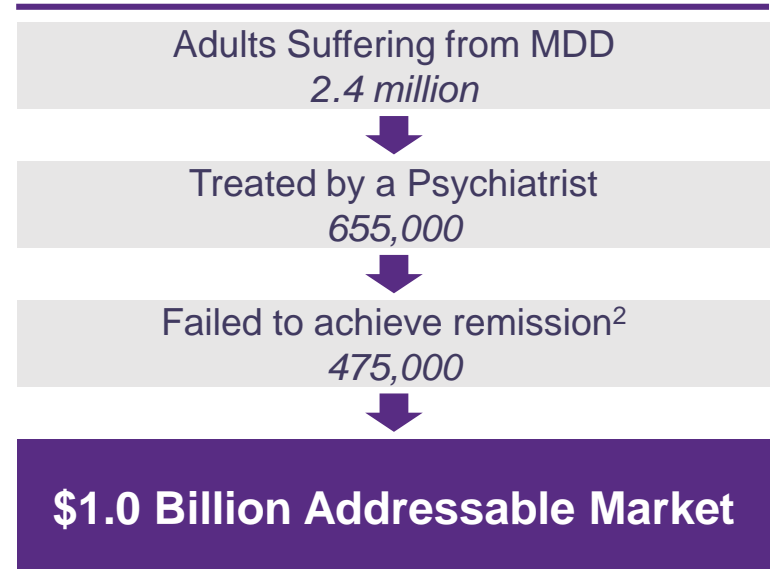 Adults Suffering from MDD
2.4 million
Treated by a Psychiatrist
655,000
Failed to achieve remission²
475,000
$1.0 Billion Addressable Market